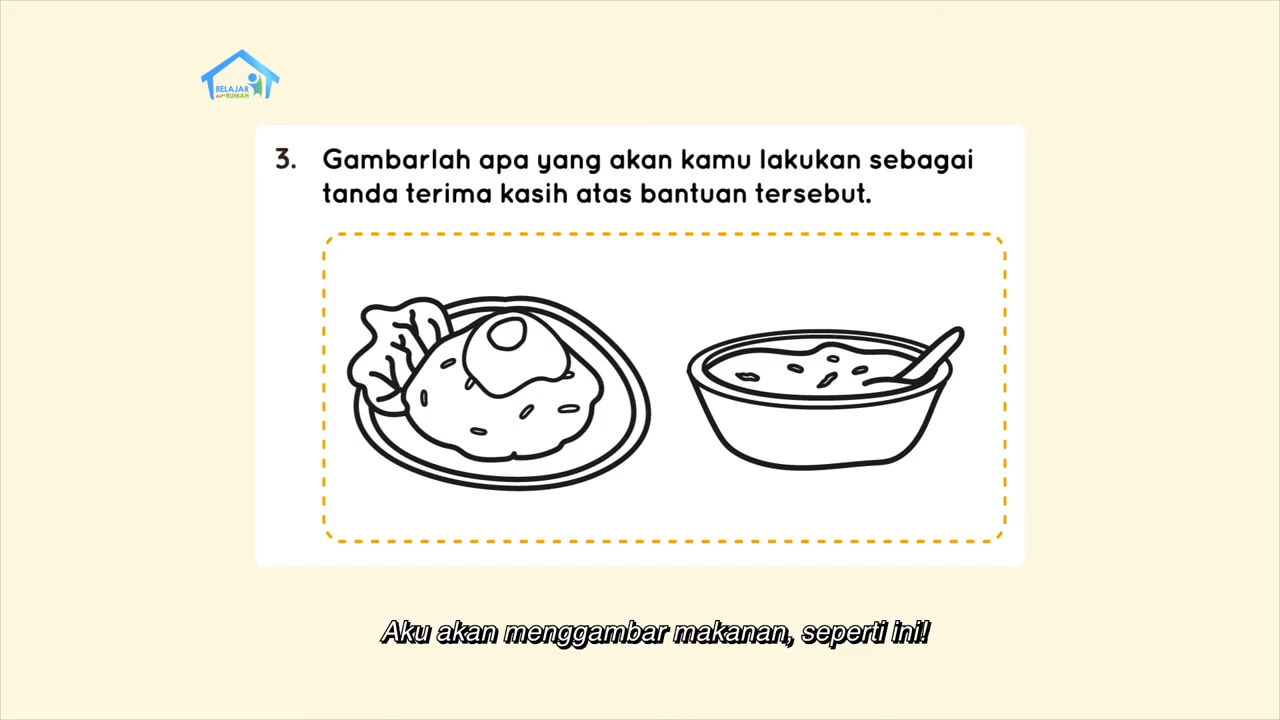 BELAJAR
dari RUMAH
3. Gambarlah apa yang akan kamu lakukan sebagai
tanda terima kasih atas bantuan tersebut.
Aku akan menggambar makanan, seperti ini!